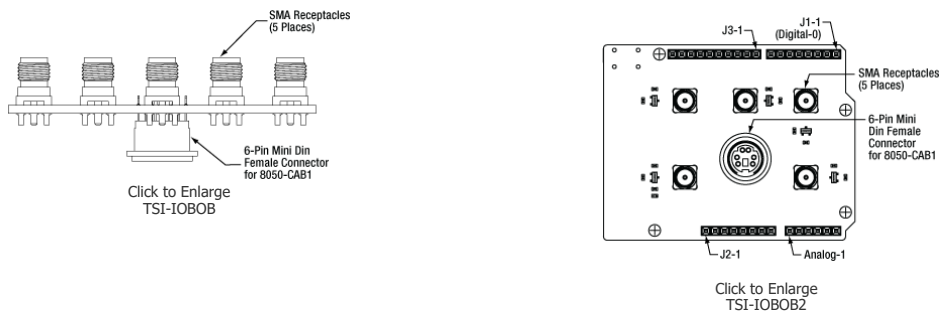 SMA Receptacles
(5 Places)
6-Pin Mini
Din Female Connector
for 8050-CAB1
Click to Enlarge
TSI-IOBOB
J3-1
J1-1
(Digital-0)
SMA Receptacles
(5 Places)
6-Pin Mini
Din Female
Connector
for 8050-CAB1
J2-1
Analog-1
Click to Enlarge
TSI-IOBOB2